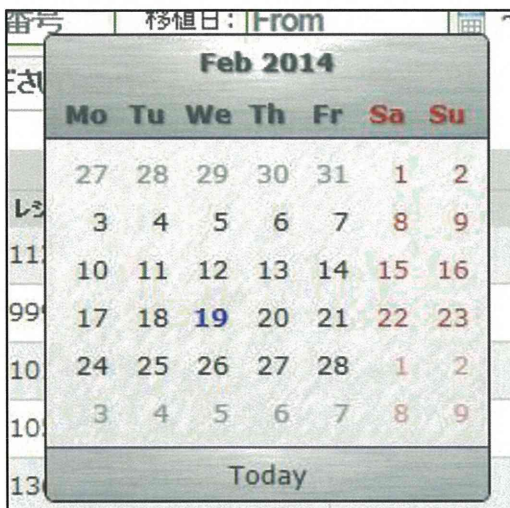 番号 移植日: From ~
Feb 2014
Mo Tu We Th Fr Sa Su
27 28 29 30 31 1 2
3 4 5 6 7 8 9
10 11 12 13 14 15 16
17 18 19 20 21 22 23
24 25 26 27 28 1 2
3 4 5 6 7 8 9
Today